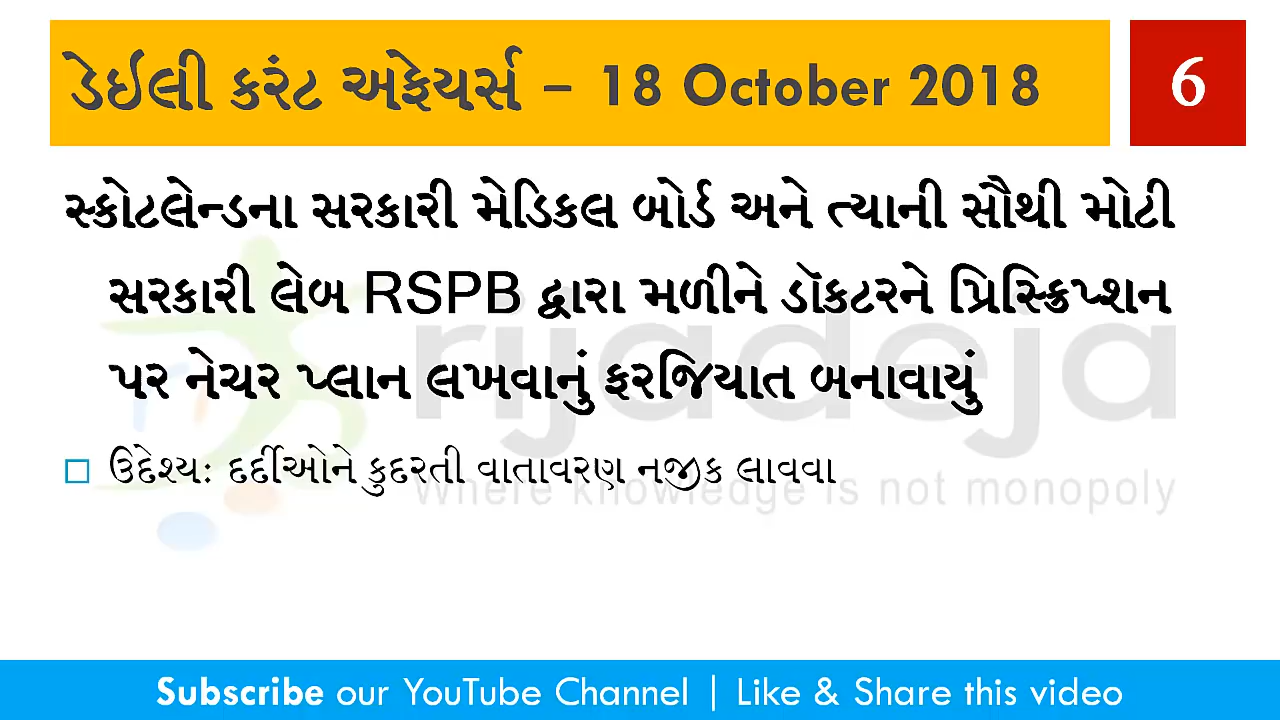 ડેઈલી કરંટ અફેયર્સ – 18 October 2018
6
સ્કોટલેન્ડના સરકારી મેડિકલ બોર્ડ અને ત્યાની સૌથી મોટી
સરકારી લેબ RSPB દ્વારા મળીને ડૉકટરને પ્રિસ્ક્રિપ્શન
પર નેચર પ્લાન લખવાનું ફરજિયાત બનાવાયું
ઉદેશ્યઃ દર્દીઓને કુદરતી વાતાવરણ નજીક લાવવા
rijadeja
Where knowledge is not monopoly
Subscribe our YouTube Channel | Like & Share this video